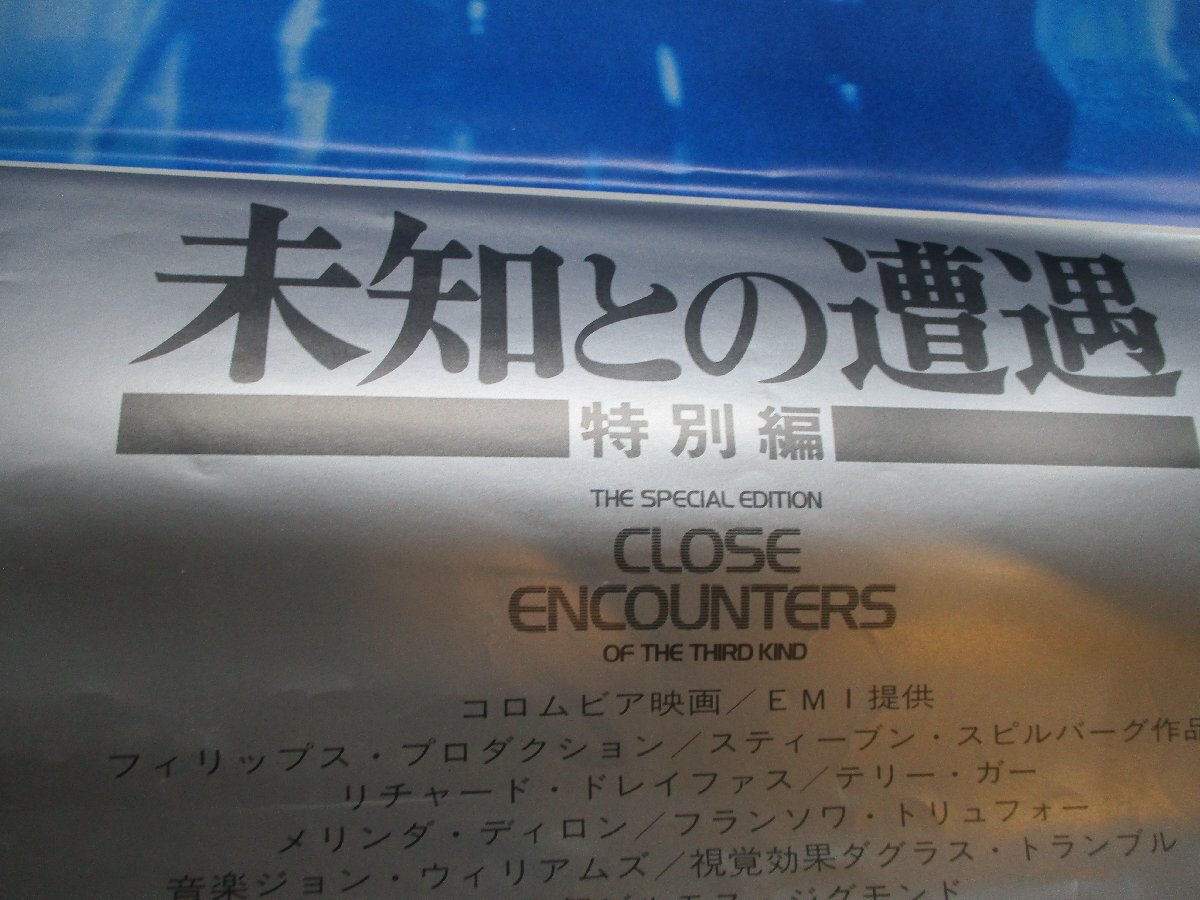 未知との遭遇
特別編
THE SPECIAL EDITION
CLOSE
ENCOUNTERS
OF THE THIRD KIND
コロムビア映画/EMI提供
フィリップス・プロダクション/スティーブン・スピルバーグ作品
リチャード・ドレイファス/テリー・ガー
メリンダ・ディロン/フランソワ・トリュフォー
音楽ジョン・ウィリアムズ/視覚効果ダグラス・トランブル
ジグモンド